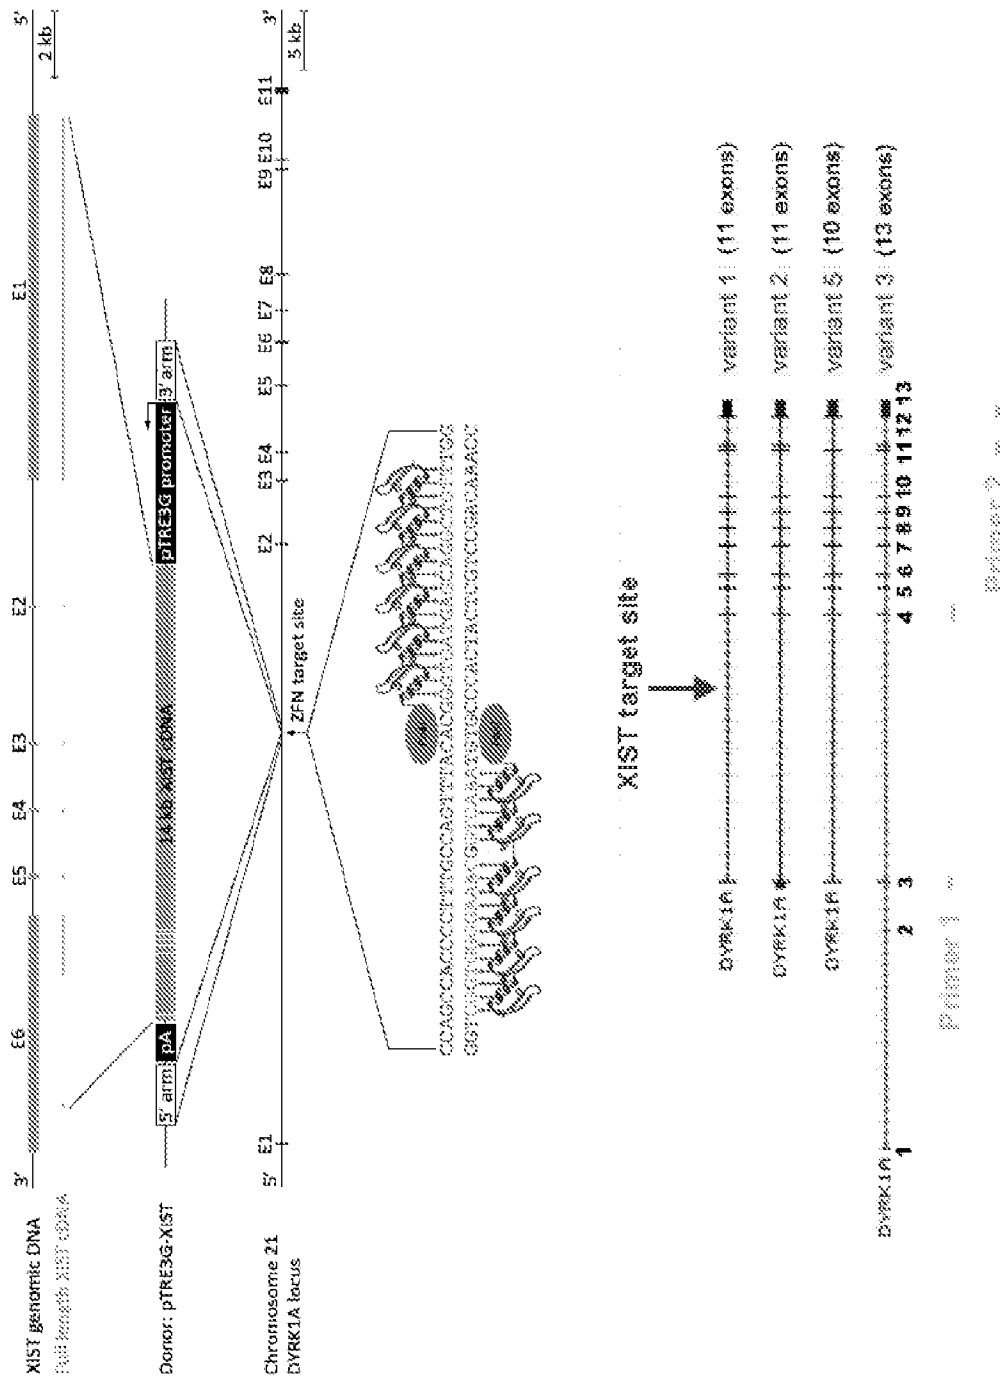 XIST genomic DNA
3' E6 E5 E4 E3 E2 E1 5'
2 kb
Full length XIST cDNA
Donor: pTRE3G-XIST
5' arm pA 14 kb XIST cDNA pTRE3G promoter 3' arm
Chromosome 21
DYRK1A locus
5' E1 E2 E3 E4 E5 E6 E7 E8 E9 E10 E11 3'
5 kb
ZFN target site
XIST target site
DYRK1A variant 1 (11 exons)
DYRK1A variant 2 (11 exons)
DYRK1A variant 5 (10 exons)
DYRK1A variant 3 (13 exons)
1 2 3 4 5 6 7 8 9 10 11 12 13
Primer 1
Primer 2